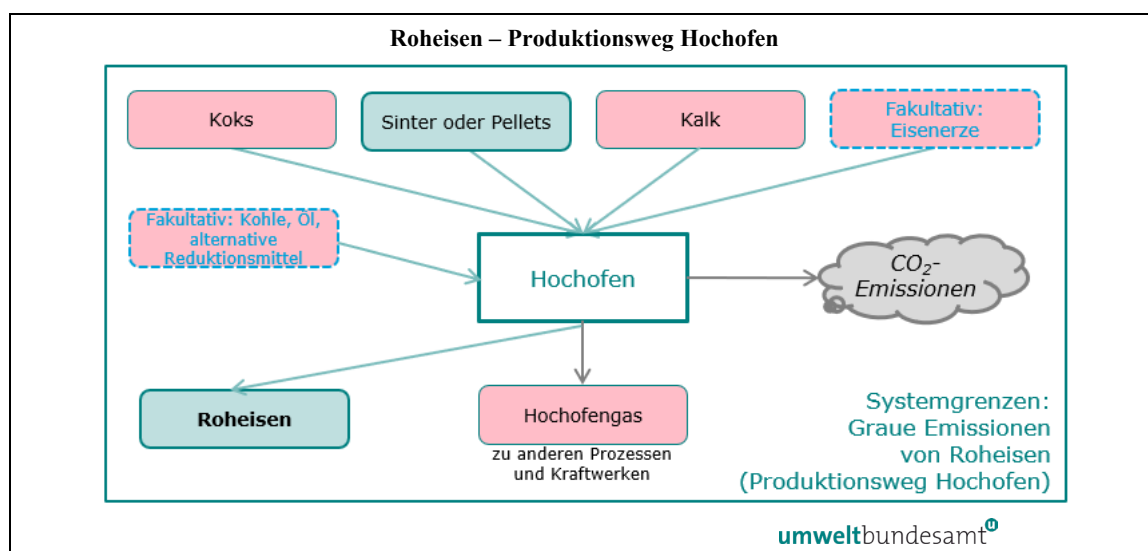 Roheisen – Produktionsweg Hochofen
Koks
Sinter oder Pellets
Kalk
Fakultativ:
Eisenerze
Fakultativ: Kohle, Öl,
alternative
Reduktionsmittel
Hochofen
CO₂-
Emissionen
Roheisen
Hochofengas
zu anderen Prozessen
und Kraftwerken
Systemgrenzen:
Graue Emissionen
von Roheisen
(Produktionsweg Hochofen)
umweltbundesamt
u